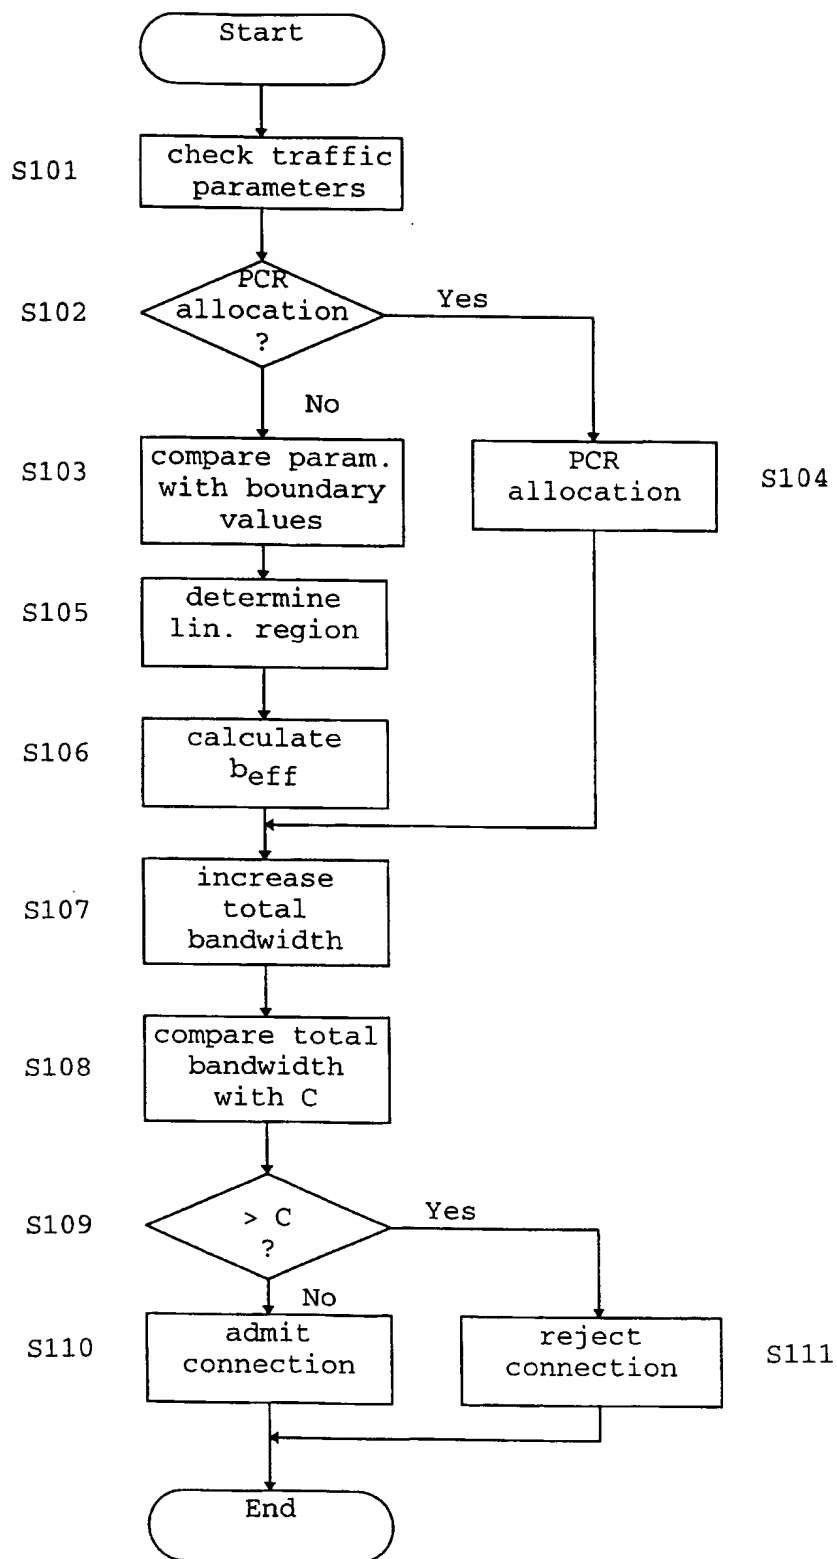 Start
S101
check traffic
parameters
S102
PCR
allocation
?
Yes
No
S103
compare param.
with boundary
values
PCR
allocation
S104
S105
determine
lin. region
S106
calculate
beff
S107
increase
total
bandwidth
S108
compare total
bandwidth
with C
S109
> C
?
Yes
No
S110
admit
connection
reject
connection
S111
End